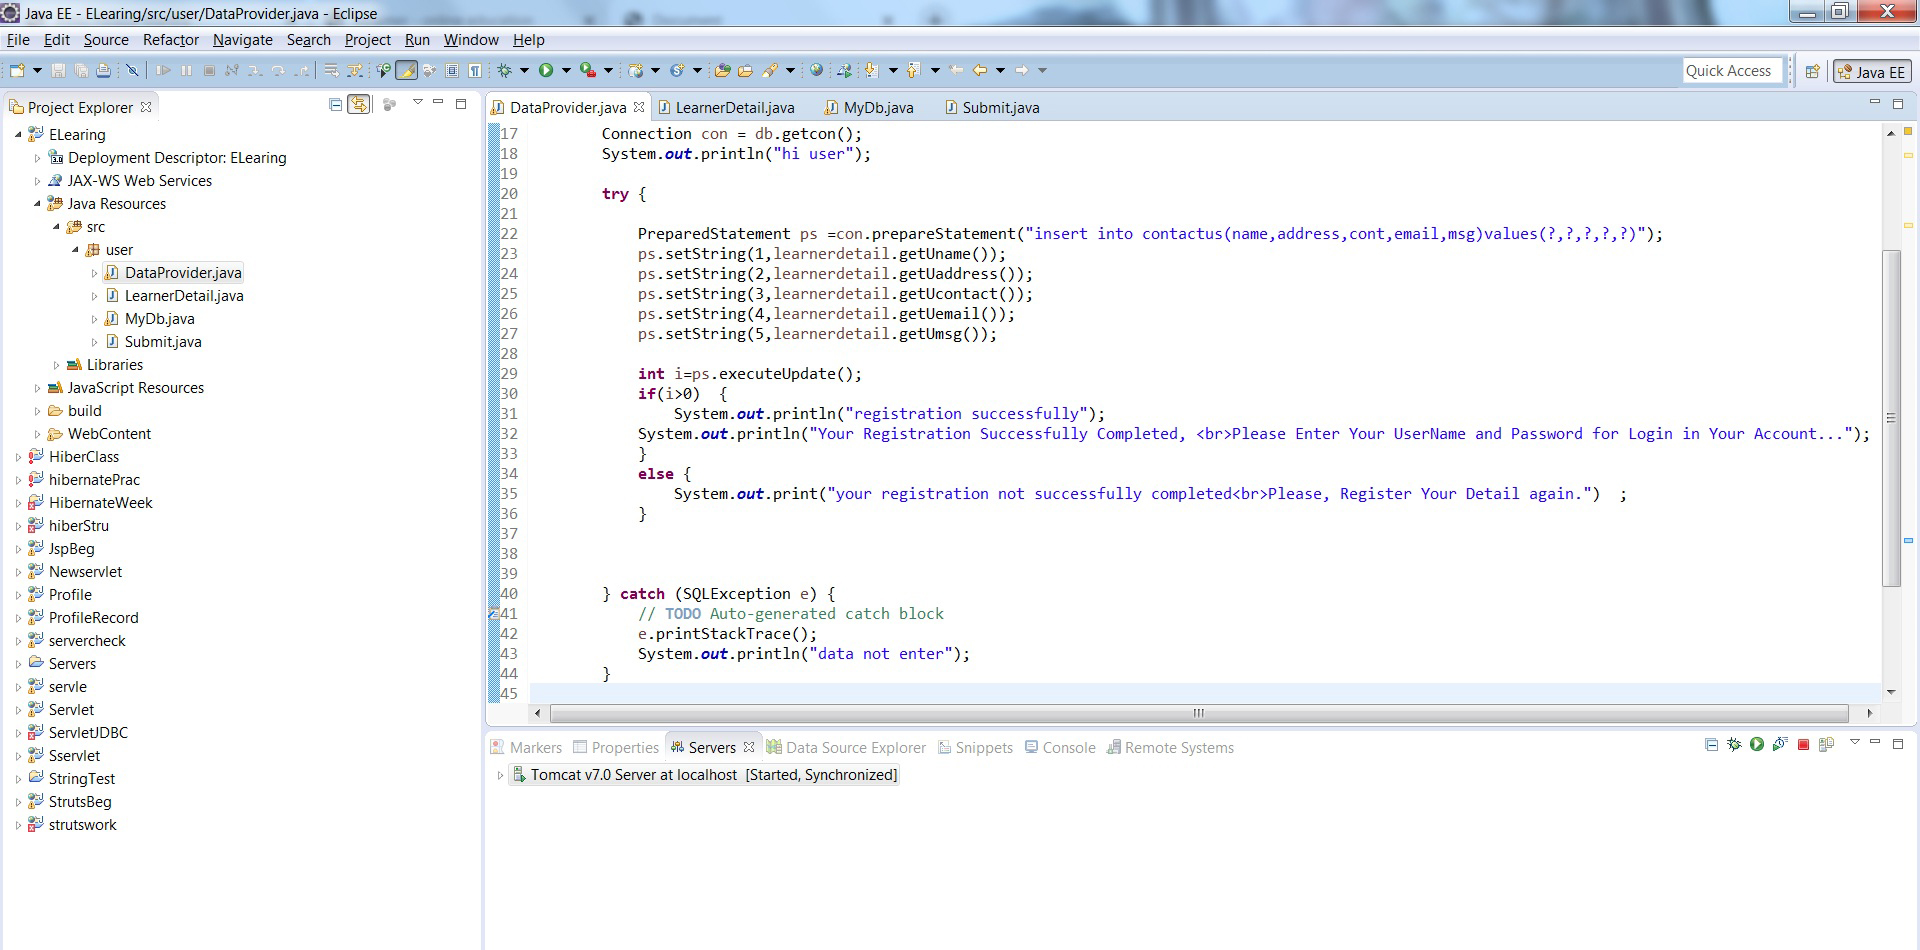 Java EE - ELearing/src/user/DataProvider.java - Eclipse
File Edit Source Refactor Navigate Search Project Run Window Help
Quick Access
Java EE
Project Explorer
ELearing
Deployment Descriptor: ELearing
JAX-WS Web Services
Java Resources
src
user
DataProvider.java
LearnerDetail.java
MyDb.java
Submit.java
Libraries
JavaScript Resources
build
WebContent
HiberClass
hibernatePrac
HibernateWeek
hiberStru
JspBeg
Newservlet
Profile
ProfileRecord
servercheck
Servers
servle
Servlet
ServletJDBC
Sservlet
StringTest
StrutsBeg
strutswork
DataProvider.java LearnerDetail.java MyDb.java Submit.java
17 Connection con = db.getcon();
18 System.out.println("hi user");
19
20 try {
21
22 PreparedStatement ps =con.prepareStatement("insert into contactus(name,address,cont,email,msg)values(?,?,?,?,?)");
23 ps.setString(1,learnerdetail.getUname());
24 ps.setString(2,learnerdetail.getUaddress());
25 ps.setString(3,learnerdetail.getUcontact());
26 ps.setString(4,learnerdetail.getUemail());
27 ps.setString(5,learnerdetail.getUmsg());
28
29 int i=ps.executeUpdate();
30 if(i>0) {
31 System.out.println("registration successfully");
32 System.out.println("Your Registration Successfully Completed, <br>Please Enter Your UserName and Password for Login in Your Account...");
33 }
34 else {
35 System.out.print("your registration not successfully completed<br>Please, Register Your Detail again.") ;
36 }
37
38
39
40 } catch (SQLException e) {
41 // TODO Auto-generated catch block
42 e.printStackTrace();
43 System.out.println("data not enter");
44 }
45
Markers Properties Servers Data Source Explorer Snippets Console Remote Systems
Tomcat v7.0 Server at localhost [Started, Synchronized]